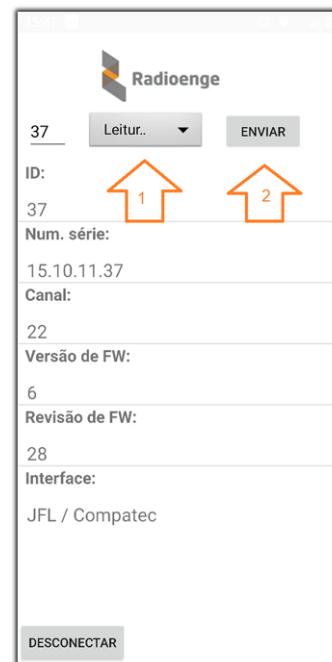 Radioenge
37 Leitur.. ENVIAR
ID:
1 2
37
Num. série:
15.10.11.37
Canal:
22
Versão de FW:
6
Revisão de FW:
28
Interface:
JFL / Compatec
DESCONECTAR